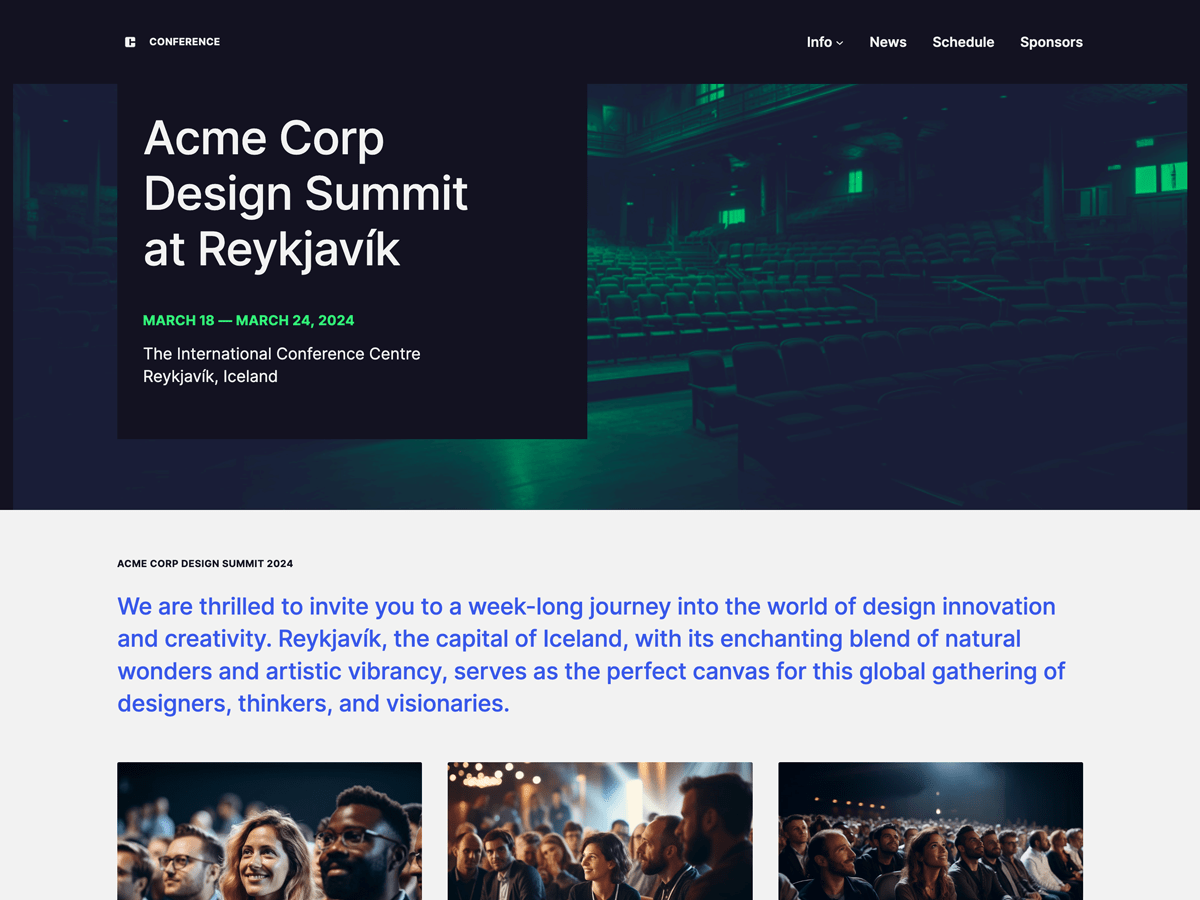 CONFERENCE
Info
News
Schedule
Sponsors
Acme Corp
Design Summit
at Reykjavík
MARCH 18 — MARCH 24, 2024
The International Conference Centre
Reykjavík, Iceland
ACME CORP DESIGN SUMMIT 2024
We are thrilled to invite you to a week-long journey into the world of design innovation
and creativity. Reykjavík, the capital of Iceland, with its enchanting blend of natural
wonders and artistic vibrancy, serves as the perfect canvas for this global gathering of
designers, thinkers, and visionaries.